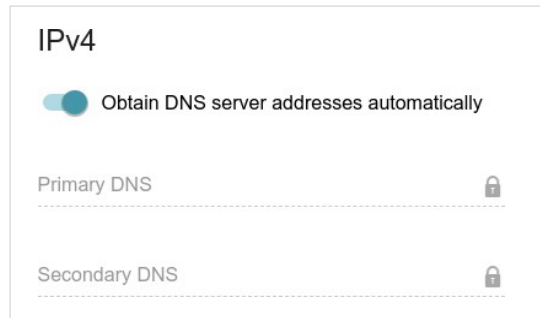 IPv4
Obtain DNS server addresses automatically
Primary DNS
Secondary DNS